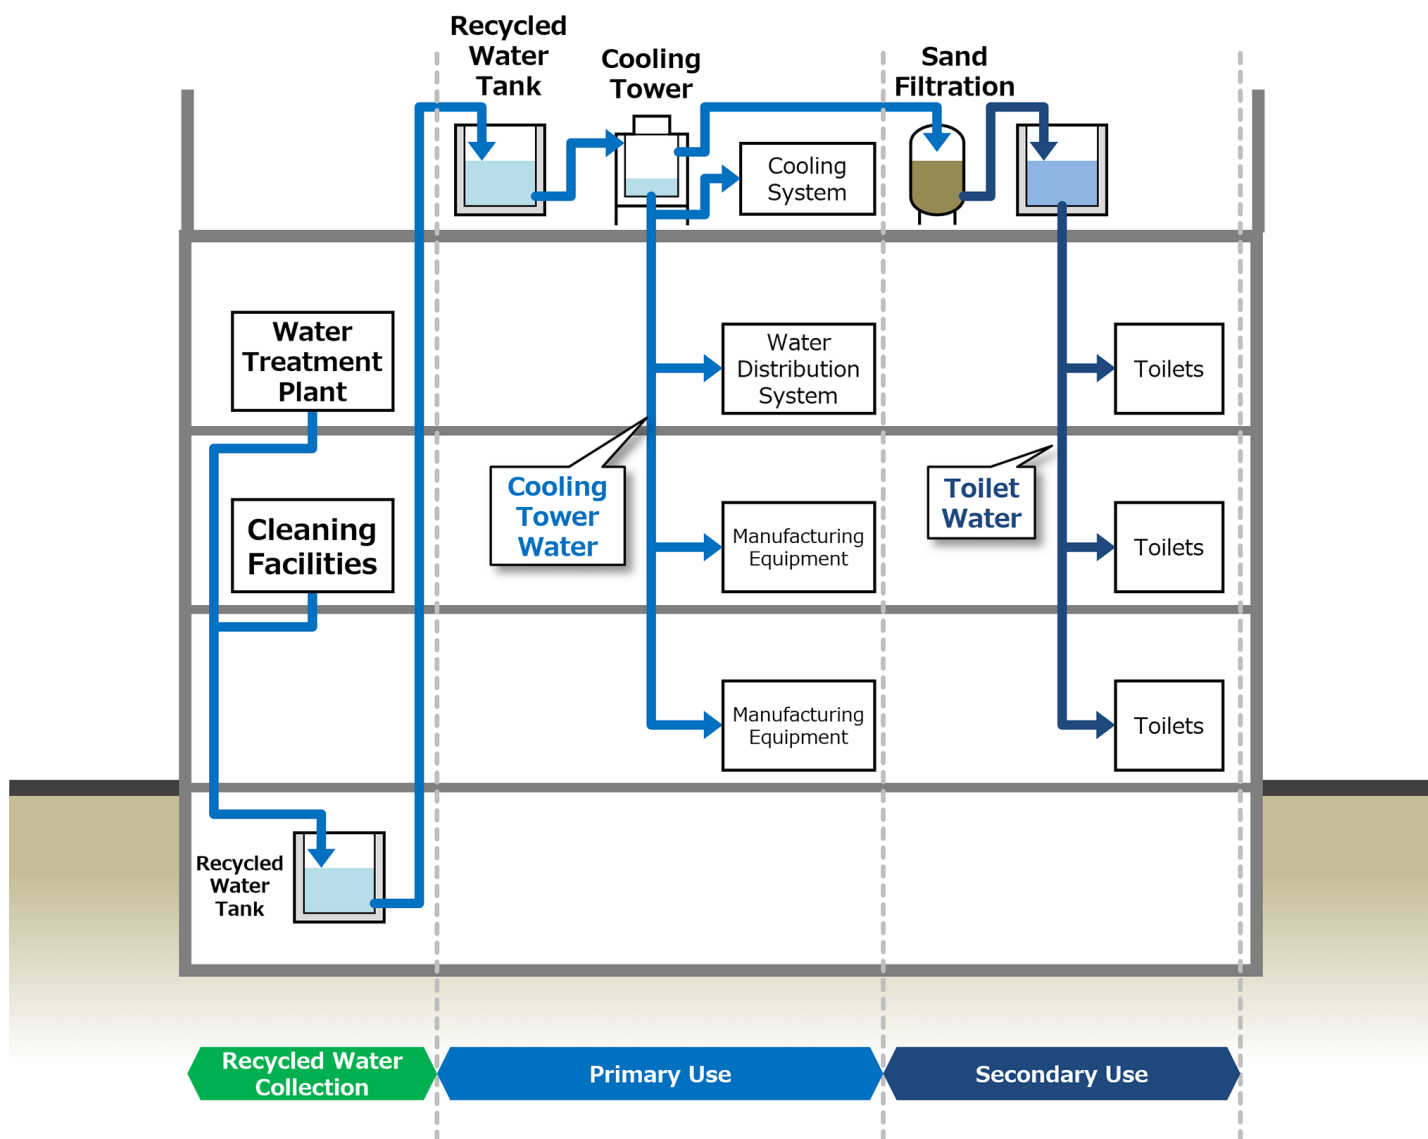 Recycled
Water
Tank
Cooling
Tower
Sand
Filtration
Cooling
System
Water
Treatment
Plant
Water
Distribution
System
Toilets
Cooling
Tower
Water
Toilet
Water
Cleaning
Facilities
Manufacturing
Equipment
Toilets
Manufacturing
Equipment
Toilets
Recycled
Water
Tank
Recycled Water
Collection
Primary Use
Secondary Use